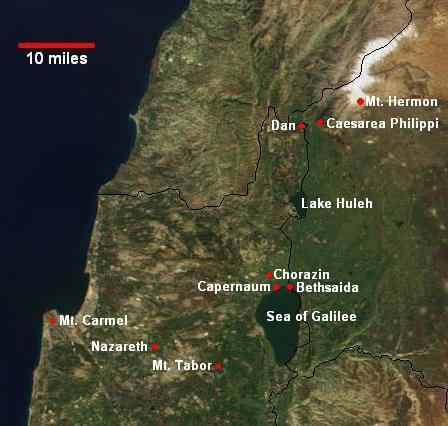 10 miles
Mt. Hermon
Dan
Caesarea Philippi
Lake Huleh
Chorazin
Capernaum
Bethsaida
Sea of Galilee
Mt. Carmel
Nazareth
Mt. Tabor